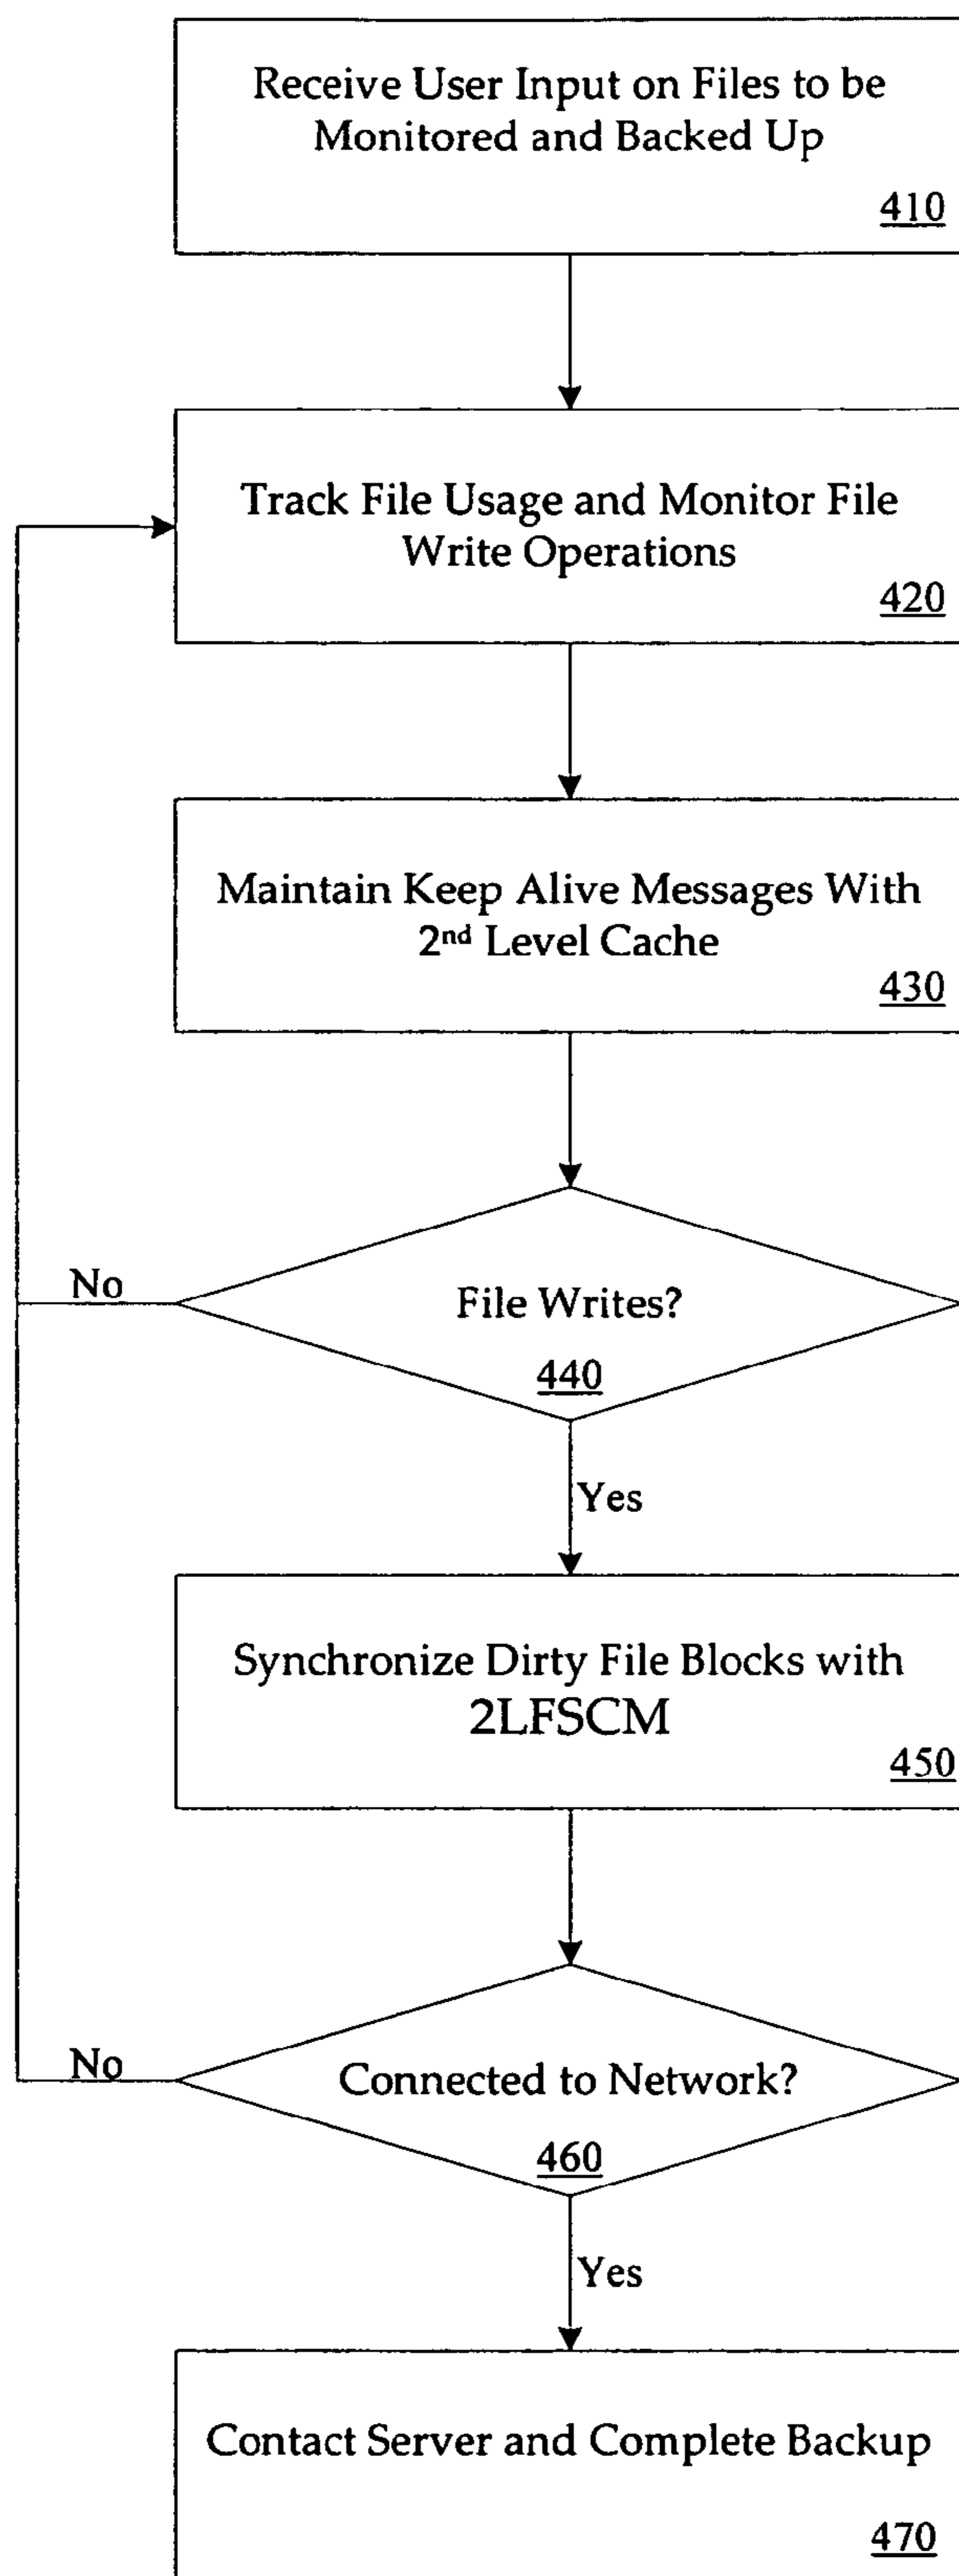 Receive User Input on Files to be
Monitored and Backed Up
410
Track File Usage and Monitor File
Write Operations
420
Maintain Keep Alive Messages With
2nd Level Cache
430
No
File Writes?
440
Yes
Synchronize Dirty File Blocks with
2LFSCM
450
No
Connected to Network?
460
Yes
Contact Server and Complete Backup
470